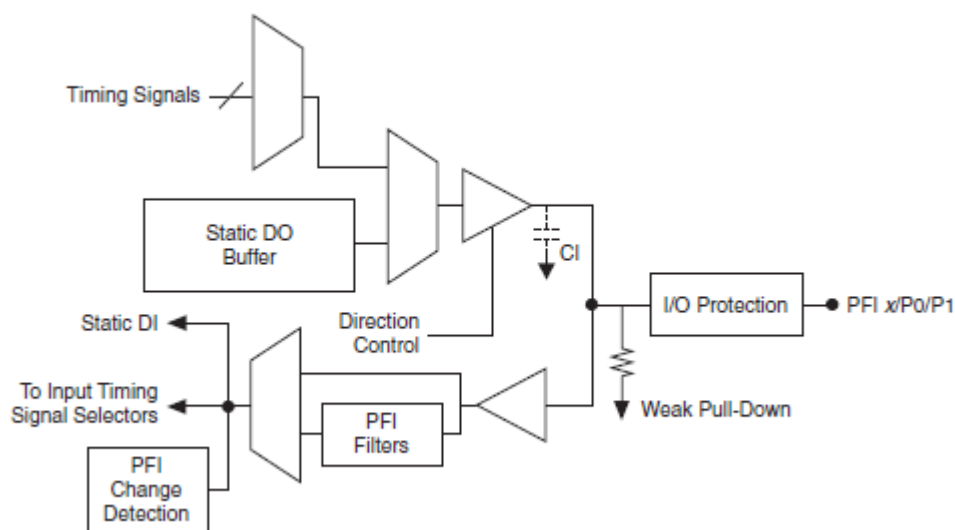 Timing Signals
Static DO
Buffer
CI
I/O Protection
PFI x/P0/P1
Direction
Control
Static DI
To Input Timing
Signal Selectors
PFI
Filters
Weak Pull-Down
PFI
Change
Detection